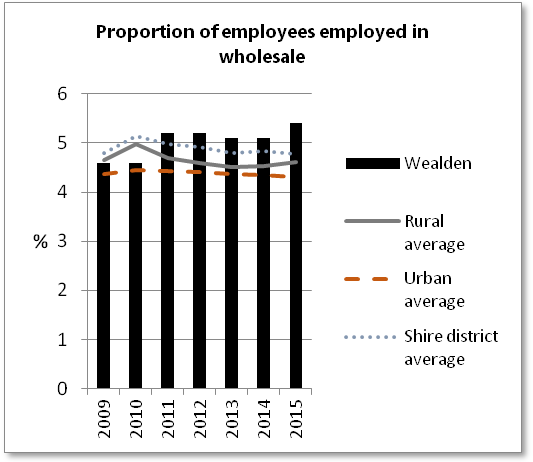 Proportion of employees employed in
wholesale
6
5
4
%
3
2
1
0
2009
2010
2011
2012
2013
2014
2015
Wealden
Rural
average
Urban
average
Shire district
average